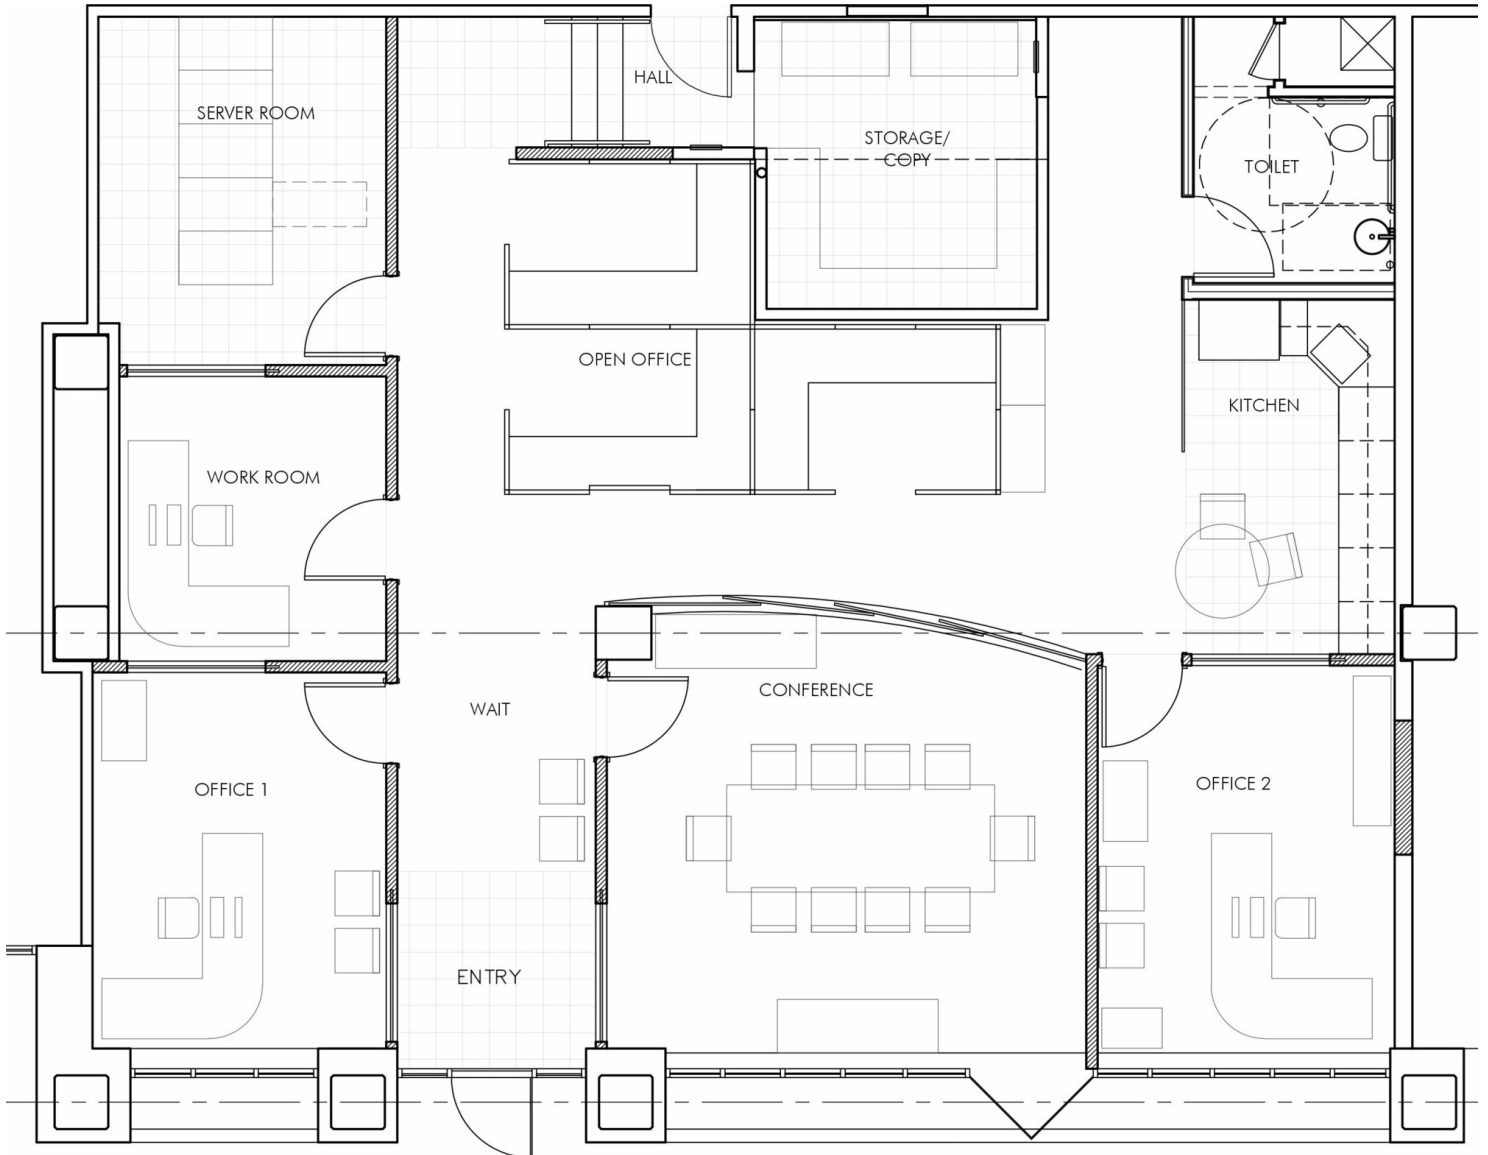 HALL
SERVER ROOM
STORAGE/
COPY
TOILET
OPEN OFFICE
KITCHEN
WORK ROOM
CONFERENCE
WAIT
OFFICE 1
OFFICE 2
ENTRY